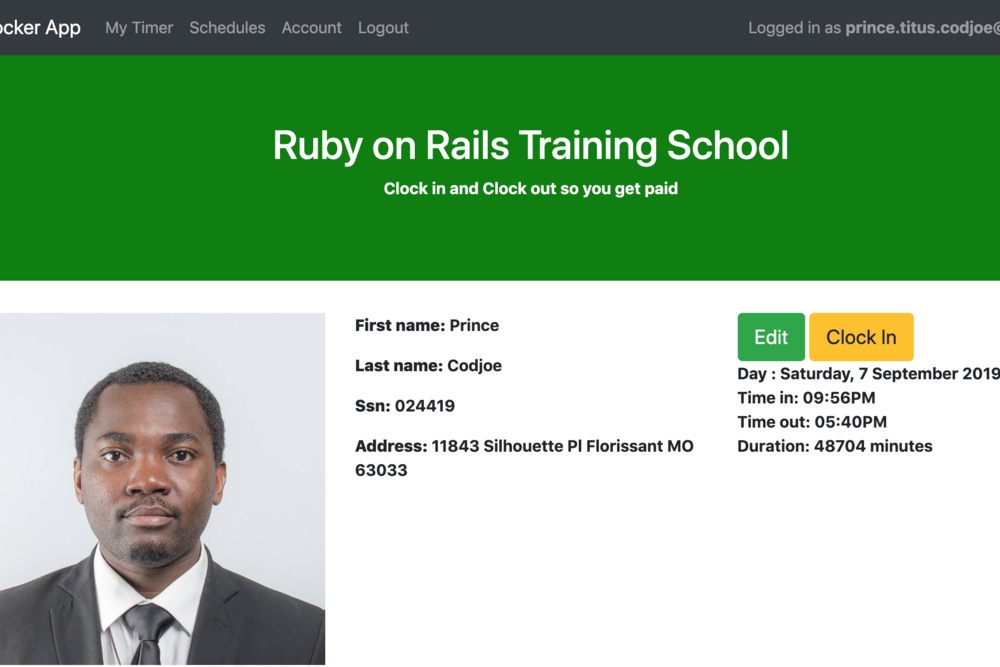 ocker App My Timer Schedules Account Logout Logged in as prince.titus.codjoe@
Ruby on Rails Training School
Clock in and Clock out so you get paid
First name: Prince
Last name: Codjoe
Ssn: 024419
Address: 11843 Silhouette Pl Florissant MO
63033
Edit Clock In
Day : Saturday, 7 September 2019
Time in: 09:56PM
Time out: 05:40PM
Duration: 48704 minutes